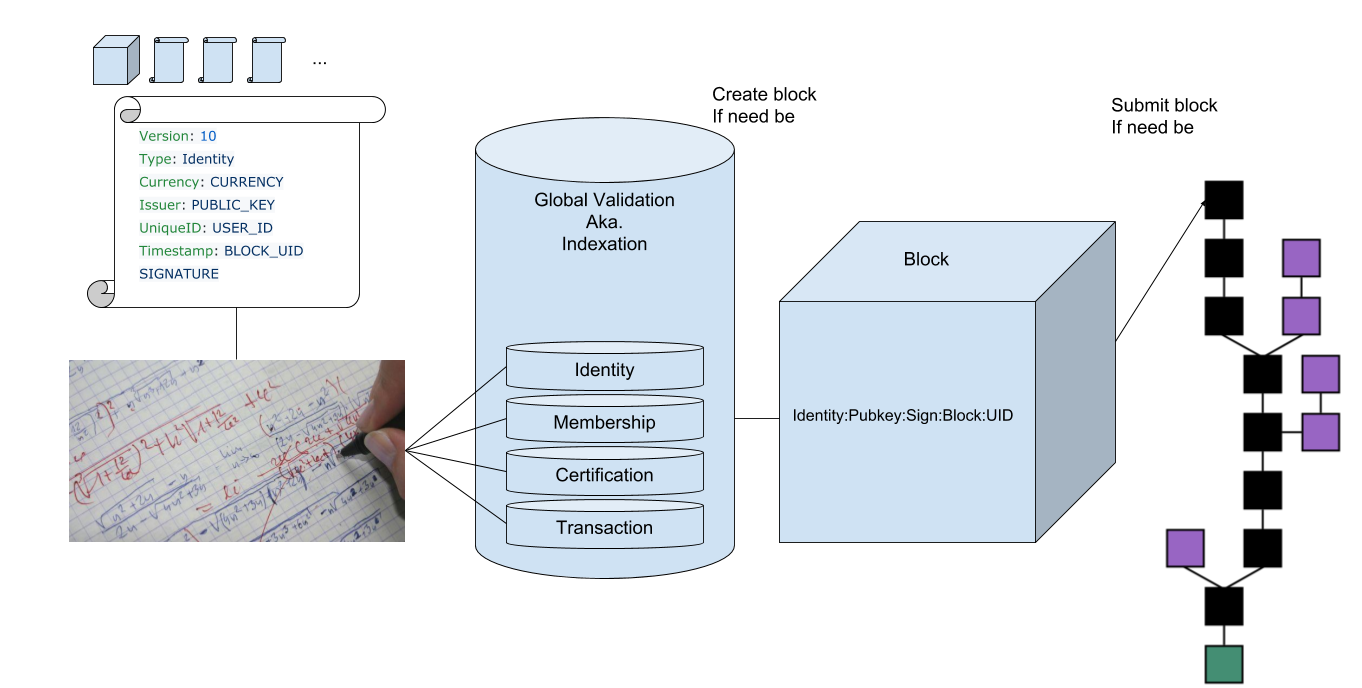 ...
Version: 10
Type: Identity
Currency: CURRENCY
Issuer: PUBLIC_KEY
UniqueID: USER_ID
Timestamp: BLOCK_UID
SIGNATURE
Create block
If need be
Submit block
If need be
Global Validation
Aka.
Indexation
Identity
Membership
Certification
Transaction
Block
Identity:Pubkey:Sign:Block:UID